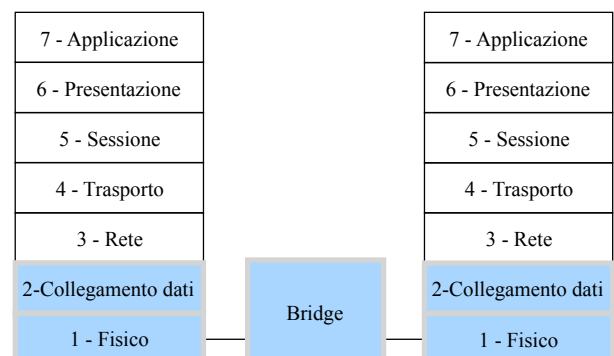 7 - Applicazione
6 - Presentazione
5 - Sessione
4 - Trasporto
3 - Rete
2-Collegamento dati
1 - Fisico
Bridge
7 - Applicazione
6 - Presentazione
5 - Sessione
4 - Trasporto
3 - Rete
2-Collegamento dati
1 - Fisico